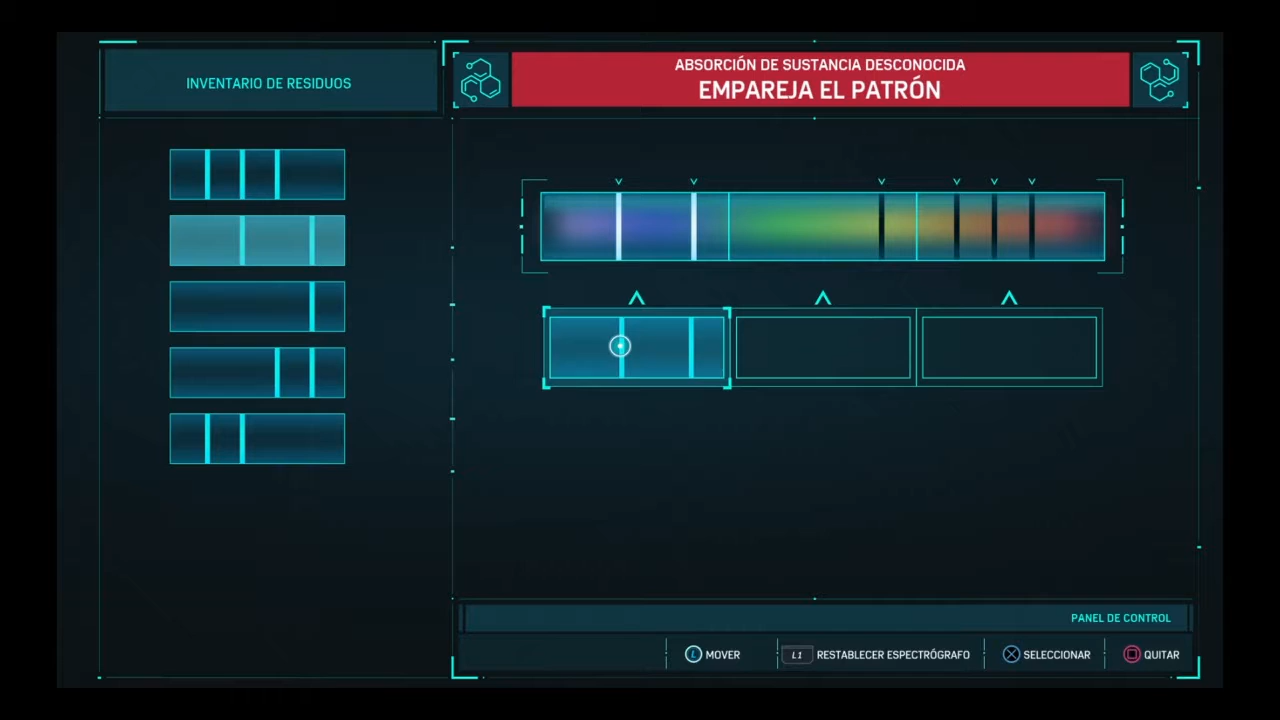 INVENTARIO DE RESIDUOS
ABSORCIÓN DE SUSTANCIA DESCONOCIDA
EMPAREJA EL PATRÓN
PANEL DE CONTROL
L MOVER
L1 RESTABLECER ESPECTRÓGRAFO
SELECCIONAR
QUITAR